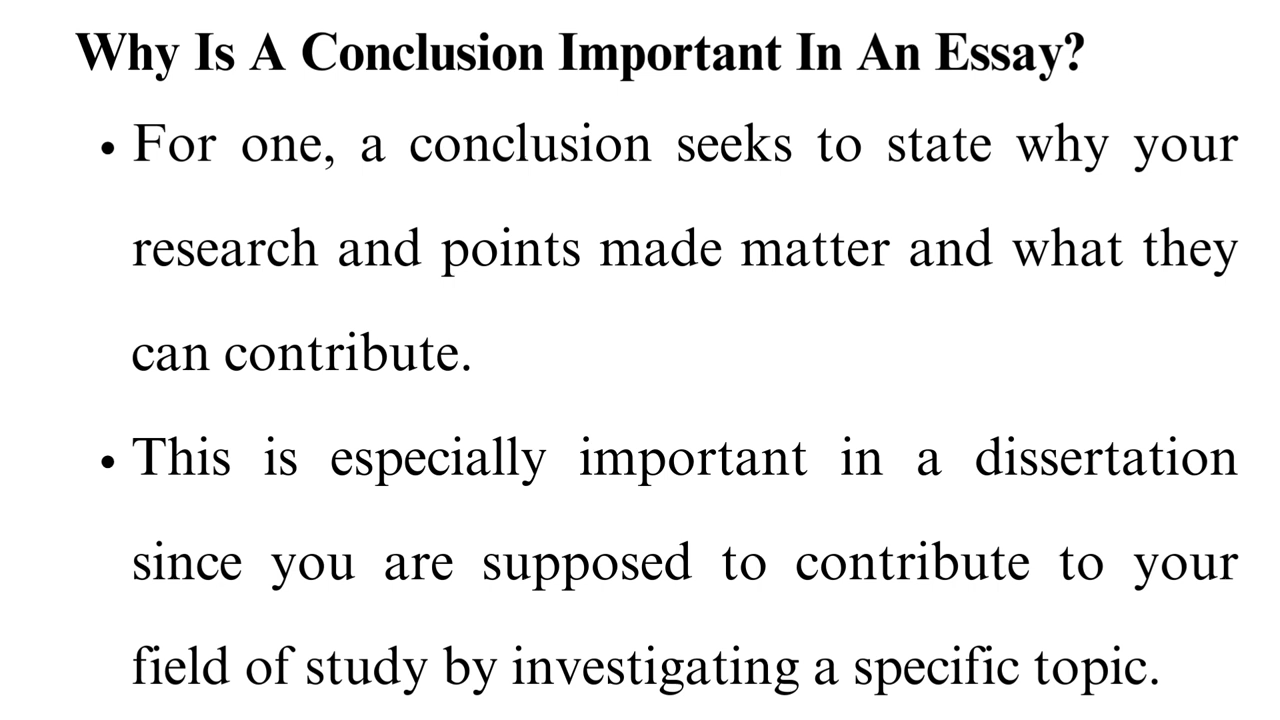 Why Is A Conclusion Important In An Essay?
• For one, a conclusion seeks to state why your
research and points made matter and what they
can contribute.
• This is especially important in a dissertation
since you are supposed to contribute to your
field of study by investigating a specific topic.